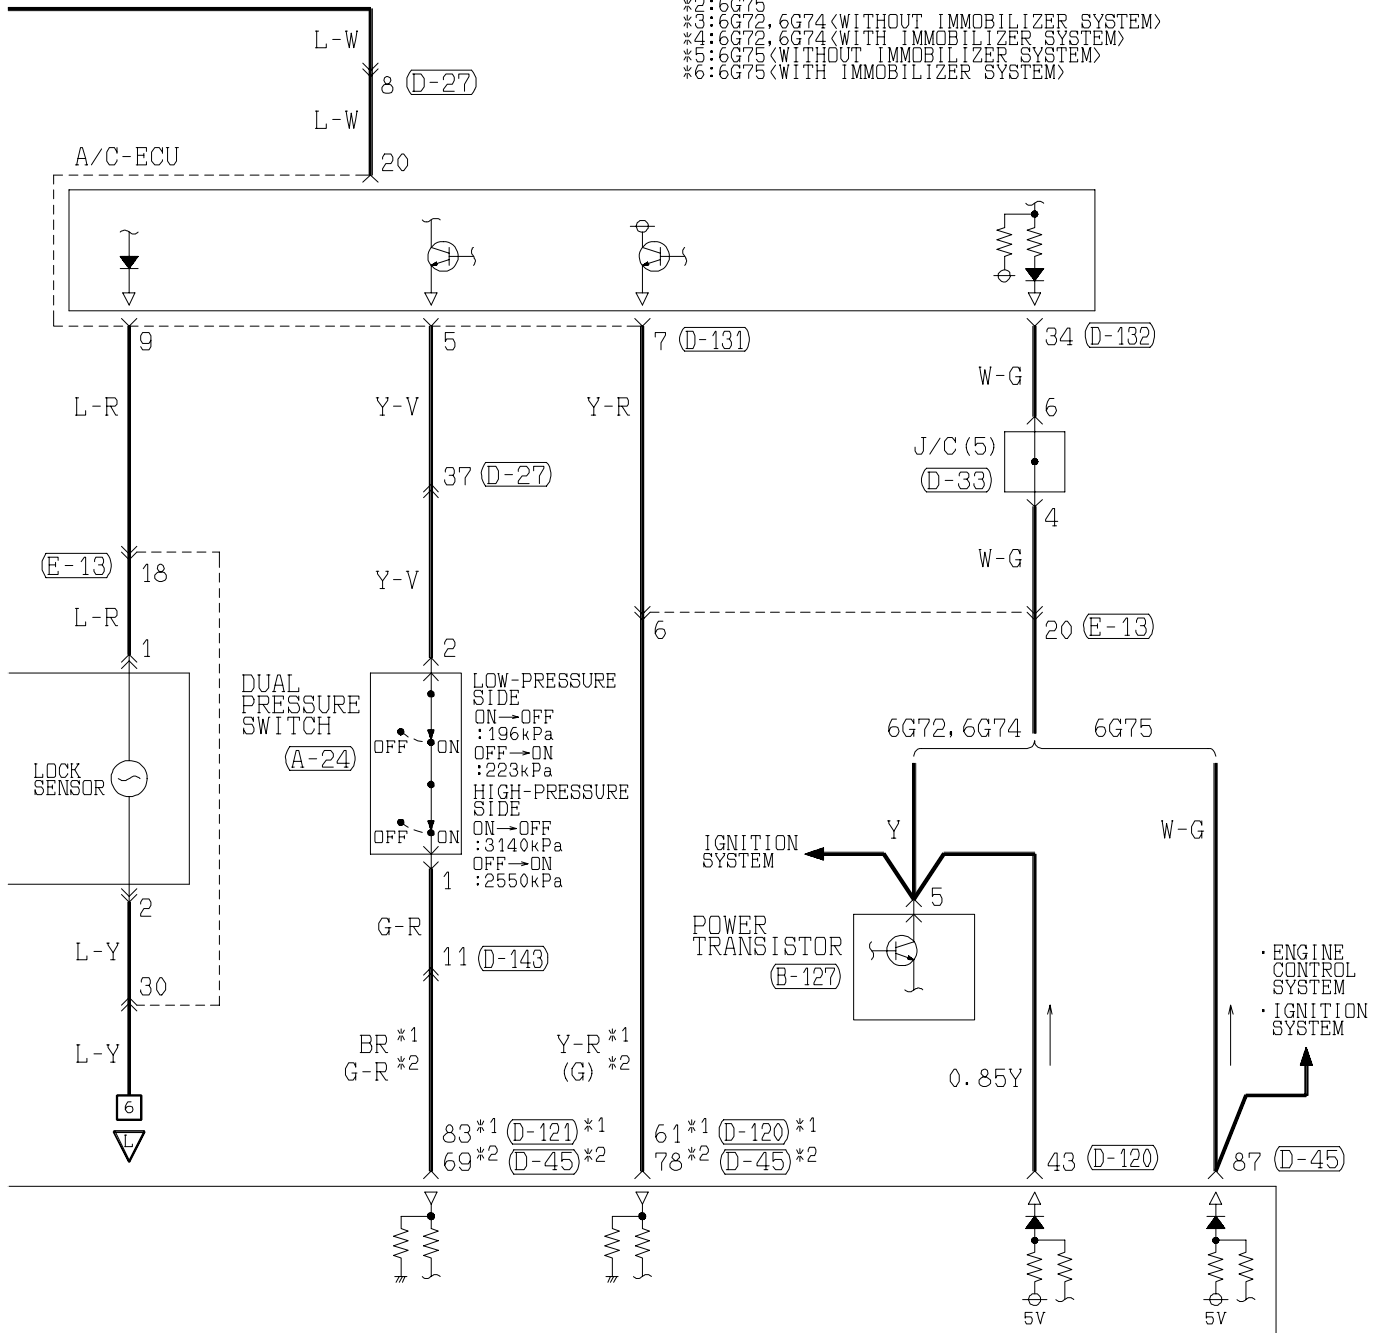 *2:6G75
*3:6G72,6G74<WITHOUT IMMOBILIZER SYSTEM>
*4:6G72,6G74<WITH IMMOBILIZER SYSTEM>
*5:6G75<WITHOUT IMMOBILIZER SYSTEM>
*6:6G75<WITH IMMOBILIZER SYSTEM>
L-W
8 (D-27)
L-W
A/C-ECU
20
9
5
7 (D-131)
34 (D-132)
L-R
Y-V
Y-R
W-G
6
J/C(5)
(D-33)
37 (D-27)
4
(E-13)
18
Y-V
W-G
L-R
6
20 (E-13)
1
2
DUAL
PRESSURE
SWITCH
(A-24)
OFF ON
OFF ON
LOW-PRESSURE
SIDE
ON→OFF
:196kPa
OFF→ON
:223kPa
HIGH-PRESSURE
SIDE
ON→OFF
:3140kPa
OFF→ON
:2550kPa
6G72,6G74
6G75
LOCK
SENSOR
Y
W-G
IGNITION
SYSTEM
2
1
5
G-R
POWER
TRANSISTOR
(B-127)
L-Y
11 (D-143)
30
·ENGINE
CONTROL
SYSTEM
·IGNITION
SYSTEM
L-Y
BR *1
G-R *2
Y-R *1
(G) *2
0.85Y
6
L
83*1 (D-121)*1
69*2 (D-45)*2
61*1 (D-120)*1
78*2 (D-45)*2
43 (D-120)
87 (D-45)
5V
5V